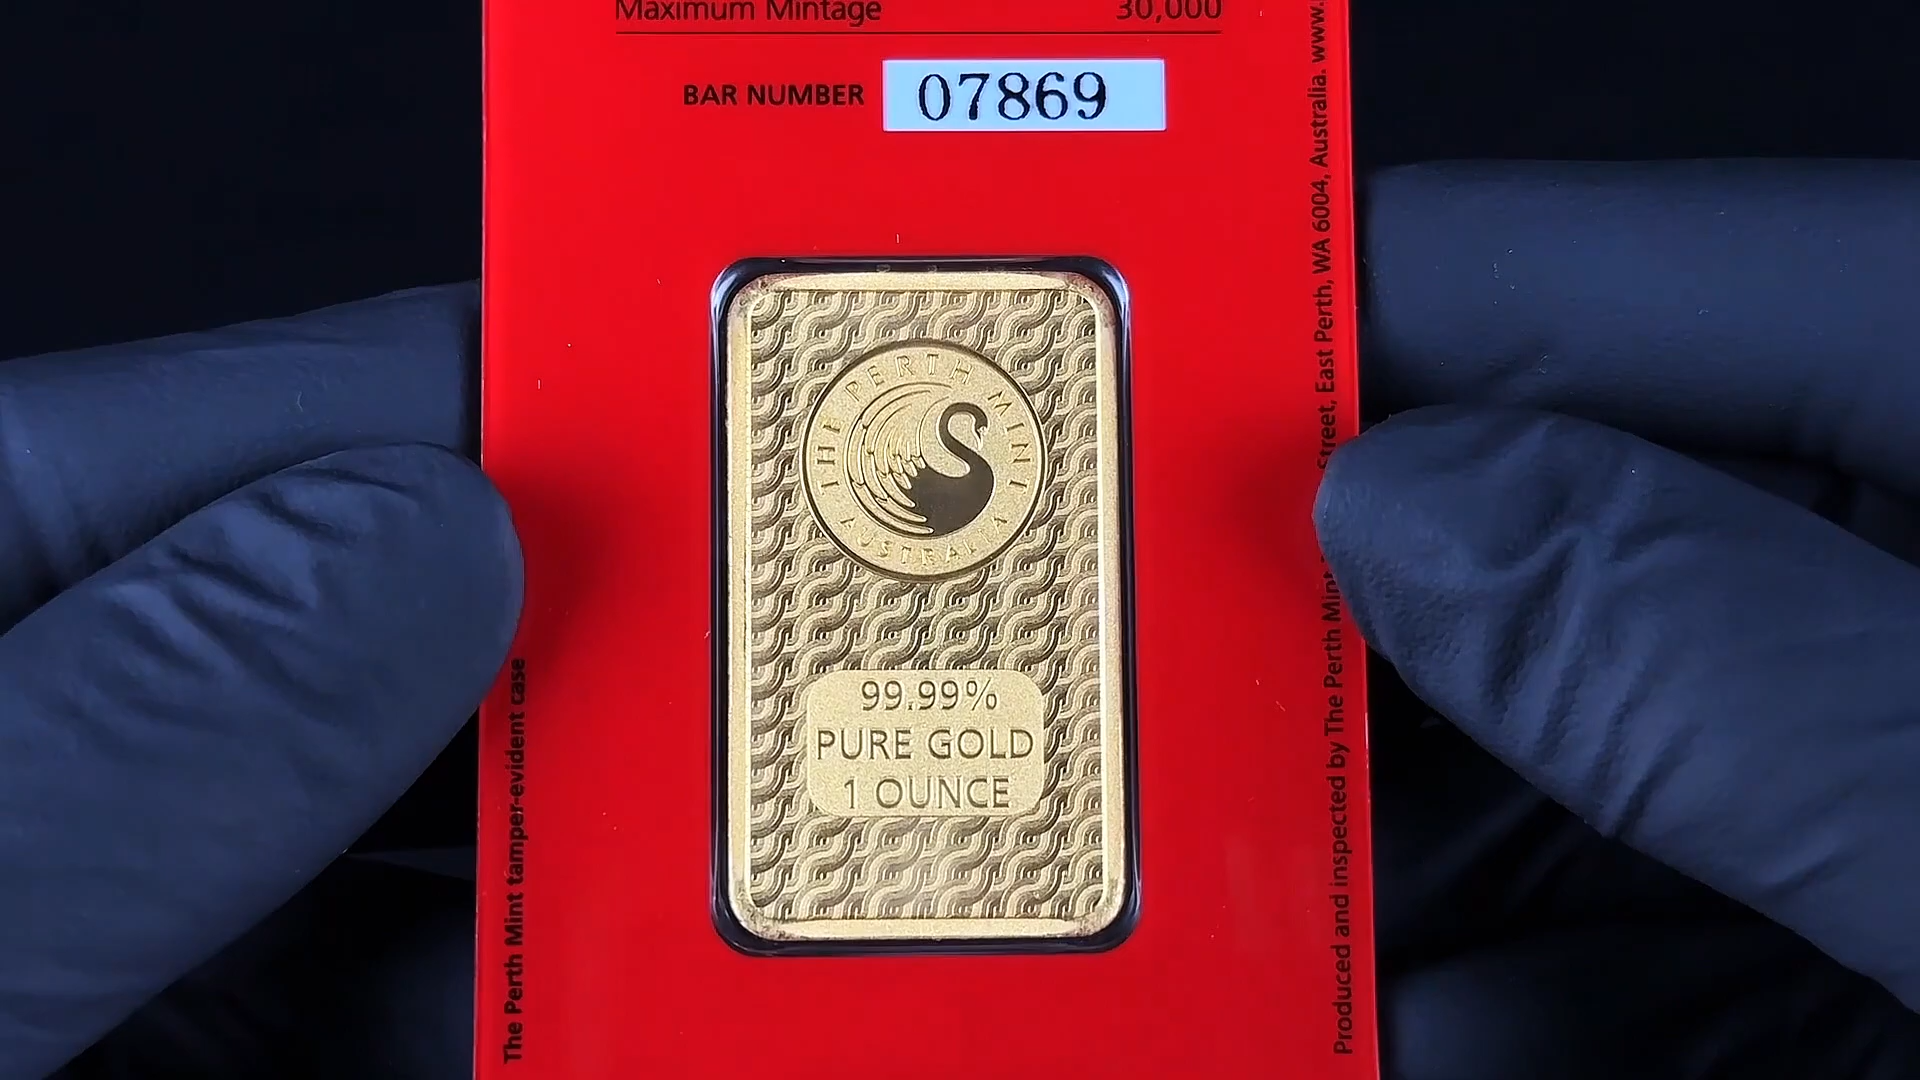 Maximum Mintage 30,000
BAR NUMBER 07869
THE PERTH MINT
AUSTRALIA
99.99%
PURE GOLD
1 OUNCE
The Perth Mint tamper-evident case
Produced and inspected by The Perth Mint Street, East Perth, WA 6004, Australia. www.